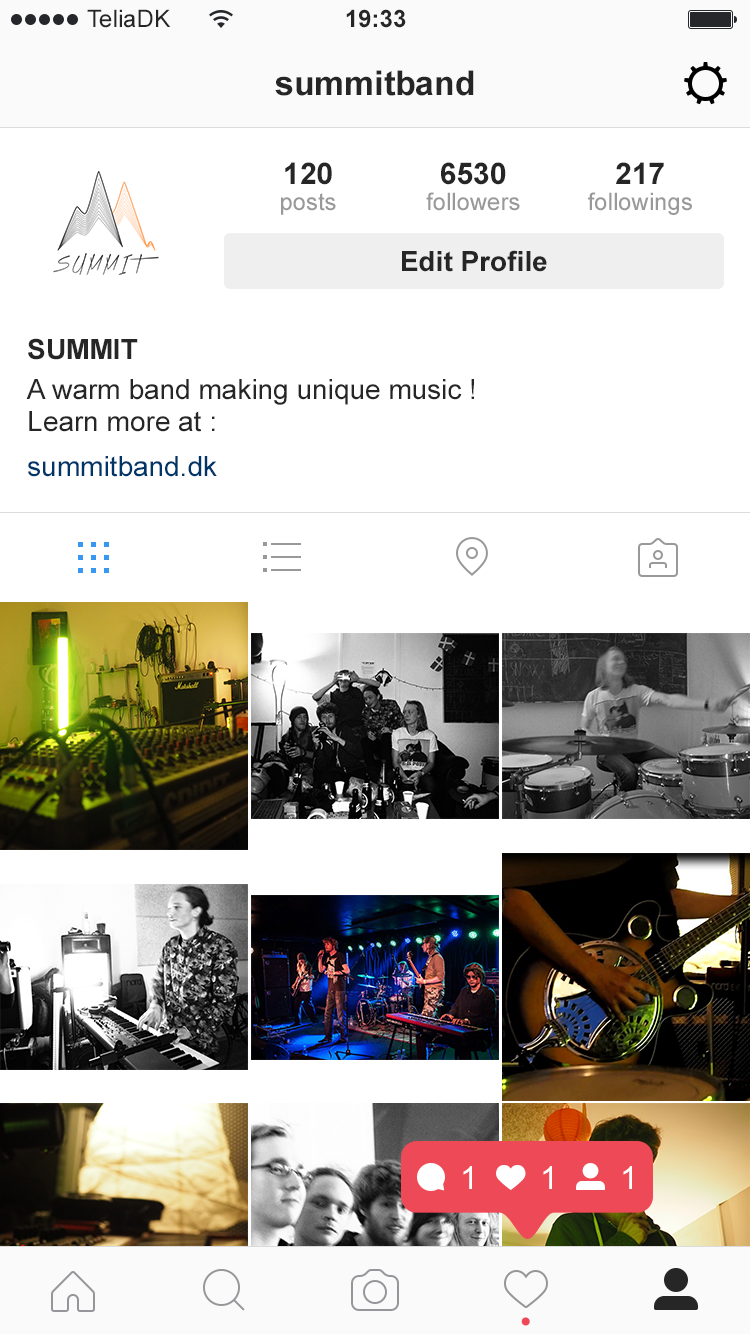 TeliaDK 19:33
summitband
120 6530 217
posts followers followings
SUMMIT
Edit Profile
SUMMIT
A warm band making unique music !
Learn more at :
summitband.dk
Marshall
1 1 1